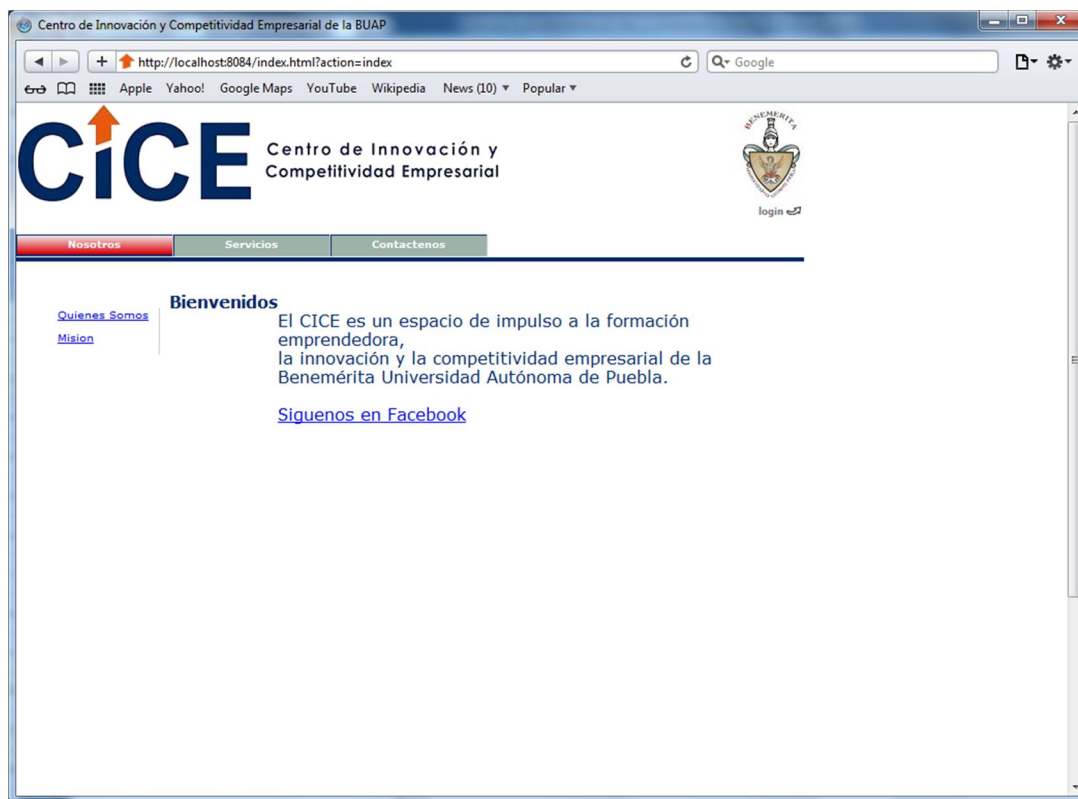 Centro de Innovación y Competitividad Empresarial de la BUAP
http://localhost:8084/index.html?action=index
Google
Apple Yahoo! Google Maps YouTube Wikipedia News (10) Popular
CiCE
Centro de Innovación y
Competitividad Empresarial
BENEMERITA
login
Nosotros Servicios Contactenos
Quienes Somos
Mision
Bienvenidos
El CICE es un espacio de impulso a la formación
emprendedora,
la innovación y la competitividad empresarial de la
Benemérita Universidad Autónoma de Puebla.
Siguenos en Facebook